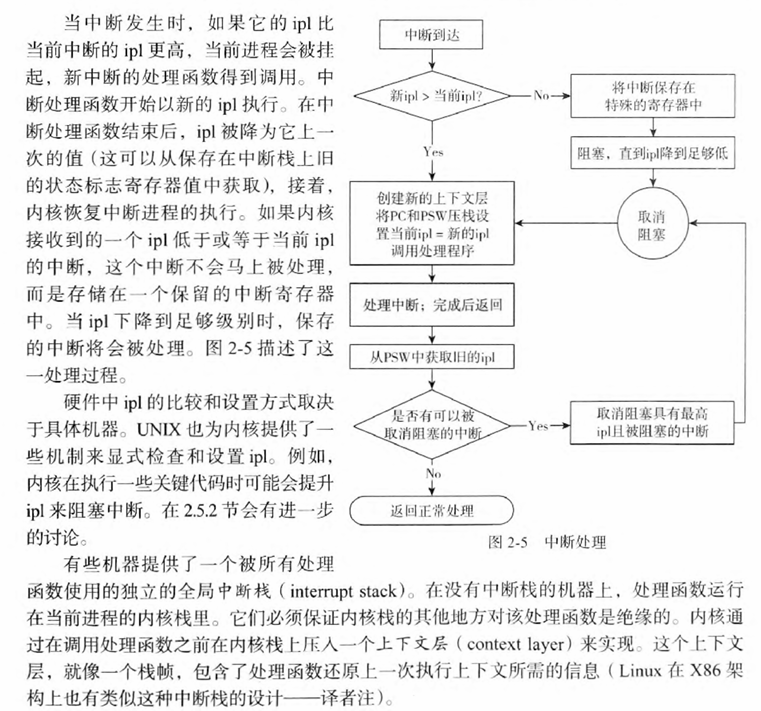 当中断发生时，如果它的 ipl 比
当前中断的 ipl 更高，当前进程会被挂
起，新中断的处理函数得到调用。中
断处理函数开始以新的 ipl 执行。在中
断处理函数结束后，ipl 被降为它上一
次的值（这可以从保存在中断栈上旧
的状态标志寄存器值中获取），接着，
内核恢复中断进程的执行。如果内核
接收到的一个 ipl 低于或等于当前 ipl
的中断，这个中断不会马上被处理，
而是存储在一个保留的中断寄存器
中。当 ipl 下降到足够级别时，保存
的中断将会被处理。图 2-5 描述了这
一处理过程。
硬件中 ipl 的比较和设置方式取决
于具体机器。UNIX 也为内核提供了一
些机制来显式检查和设置 ipl。例如，
内核在执行一些关键代码时可能会提升
ipl 来阻塞中断。在 2.5.2 节会有进一步
的讨论。
中断到达
新ipl > 当前ipl?
No
将中断保存在
特殊的寄存器中
阻塞，直到ipl降到足够低
Yes
取消
阻塞
创建新的上下文层
将PC和PSW压栈设
置当前ipl = 新的ipl
调用处理程序
处理中断；完成后返回
从PSW中获取旧的ipl
是否有可以被
取消阻塞的中断
Yes
取消阻塞具有最高
ipl且被阻塞的中断
No
返回正常处理
图 2-5 中断处理
有些机器提供了一个被所有处理
函数使用的独立的全局中断栈（interrupt stack）。在没有中断栈的机器上，处理函数运行
在当前进程的内核栈里。它们必须保证内核栈的其他地方对该处理函数是绝缘的。内核通
过在调用处理函数之前在内核栈上压入一个上下文层（context layer）来实现。这个上下文
层，就像一个栈帧，包含了处理函数还原上一次执行上下文所需的信息（Linux 在 X86 架
构上也有类似这种中断栈的设计——译者注）。